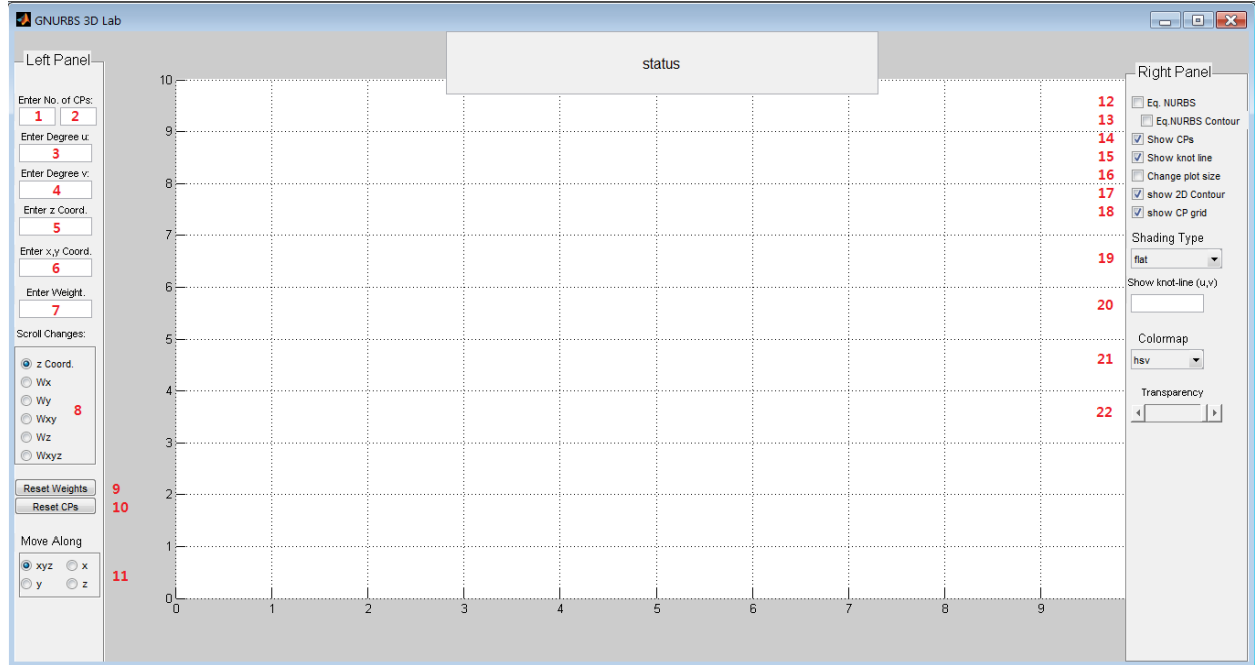 GNURBS 3D Lab
status
Left Panel
Enter No. of CPs:
1 2
Enter Degree u:
3
Enter Degree v:
4
Enter z Coord.
5
Enter x,y Coord.
6
Enter Weight.
7
Scroll Changes:
z Coord.
Wx
Wy
8
Wxy
Wz
Wxyz
Reset Weights 9
Reset CPs 10
Move Along
xyz x
11
y z
10
9
8
7
6
5
4
3
2
1
0
0 1 2 3 4 5 6 7 8 9
Right Panel
12 Eq. NURBS
13 Eq.NURBS Contour
14 Show CPs
15 Show knot line
16 Change plot size
17 show 2D Contour
18 show CP grid
Shading Type
19 flat
Show knot-line (u,v)
20
Colormap
21 hsv
Transparency
22